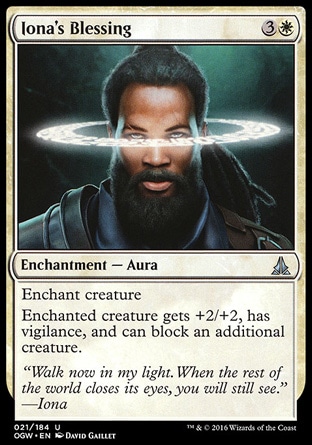 Iona's Blessing 3
Enchantment — Aura
Enchant creature
Enchanted creature gets +2/+2, has
vigilance, and can block an additional
creature.
“Walk now in my light. When the rest of
the world closes its eyes, you will still see.”
—Iona
021/184 U
OGW • EN DAVID GAILLET
™ & © 2016 Wizards of the Coast